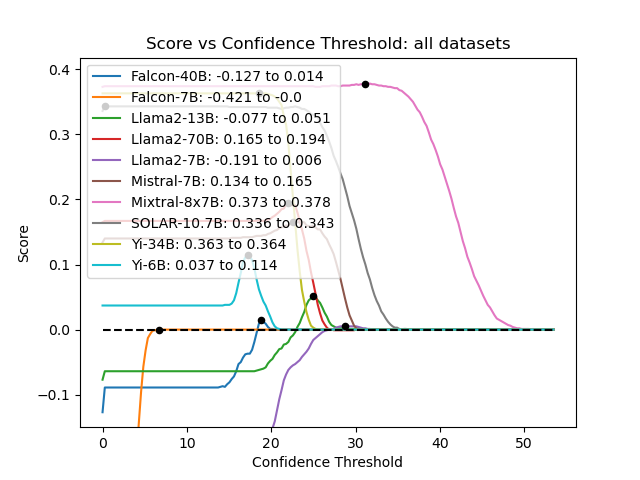 Score vs Confidence Threshold: all datasets
Falcon-40B: -0.127 to 0.014
Falcon-7B: -0.421 to -0.0
Llama2-13B: -0.077 to 0.051
Llama2-70B: 0.165 to 0.194
Llama2-7B: -0.191 to 0.006
Mistral-7B: 0.134 to 0.165
Mixtral-8x7B: 0.373 to 0.378
SOLAR-10.7B: 0.336 to 0.343
Yi-34B: 0.363 to 0.364
Yi-6B: 0.037 to 0.114
Score
0.4
0.3
0.2
0.1
0.0
−0.1
0 10 20 30 40 50
Confidence Threshold